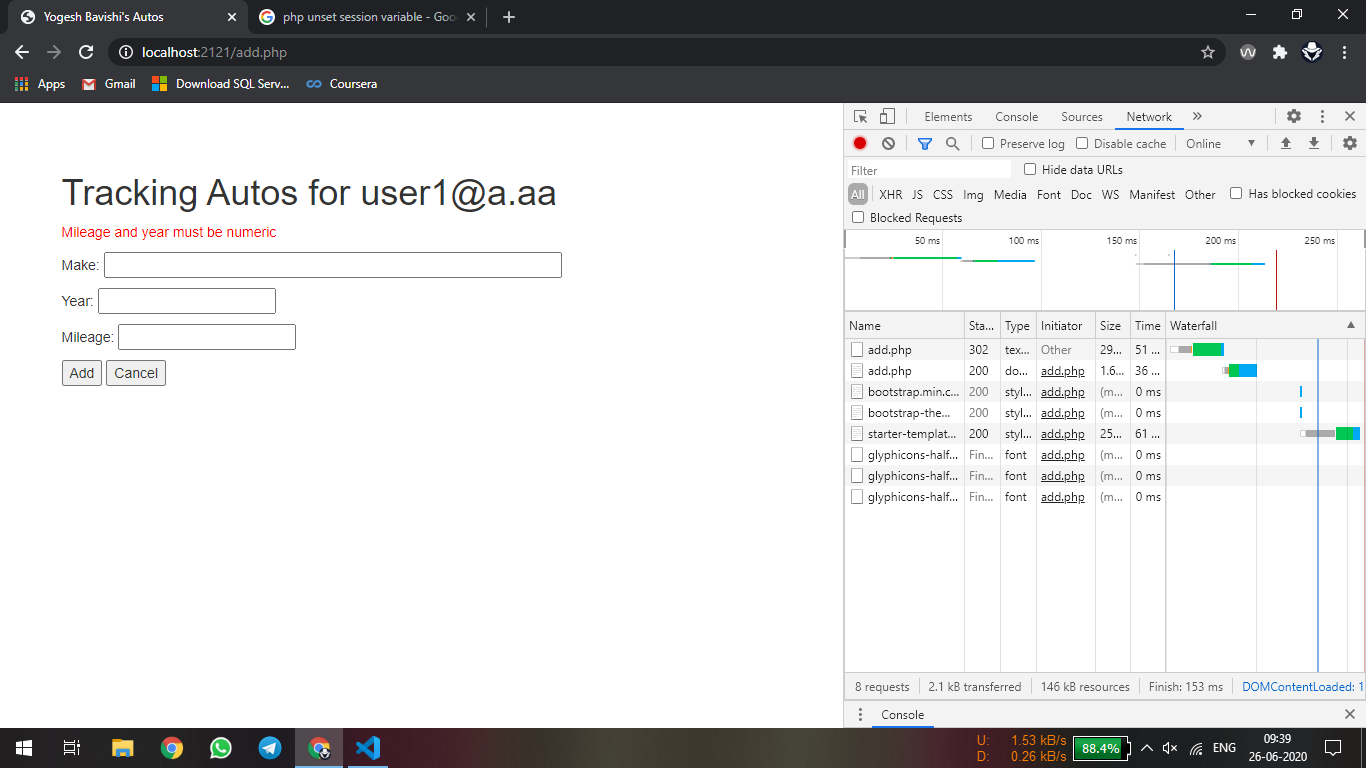 Yogesh Bavishi's Autos
php unset session variable - Goo
localhost:2121/add.php
Apps
Gmail
Download SQL Serv...
Coursera
Tracking Autos for user1@a.aa
Mileage and year must be numeric
Make:
Year:
Mileage:
Add Cancel
Elements Console Sources Network
Preserve log Disable cache Online
Filter Hide data URLs
All XHR JS CSS Img Media Font Doc WS Manifest Other Has blocked cookies
Blocked Requests
50 ms 100 ms 150 ms 200 ms 250 ms
Name Sta... Type Initiator Size Time Waterfall
add.php 302 tex... Other 29... 51 ...
add.php 200 do... add.php 1.6... 36 ...
bootstrap.min.c... 200 styl... add.php (m... 0 ms
bootstrap-the... 200 styl... add.php (m... 0 ms
starter-templat... 200 styl... add.php 25... 61 ...
glyphicons-half... Fin... font add.php (m... 0 ms
glyphicons-half... Fin... font add.php (m... 0 ms
glyphicons-half... Fin... font add.php (m... 0 ms
8 requests 2.1 kB transferred 146 kB resources Finish: 153 ms DOMContentLoaded: 1
Console
U: 1.53 kB/s
D: 0.26 kB/s
88.4%
ENG
09:39
26-06-2020